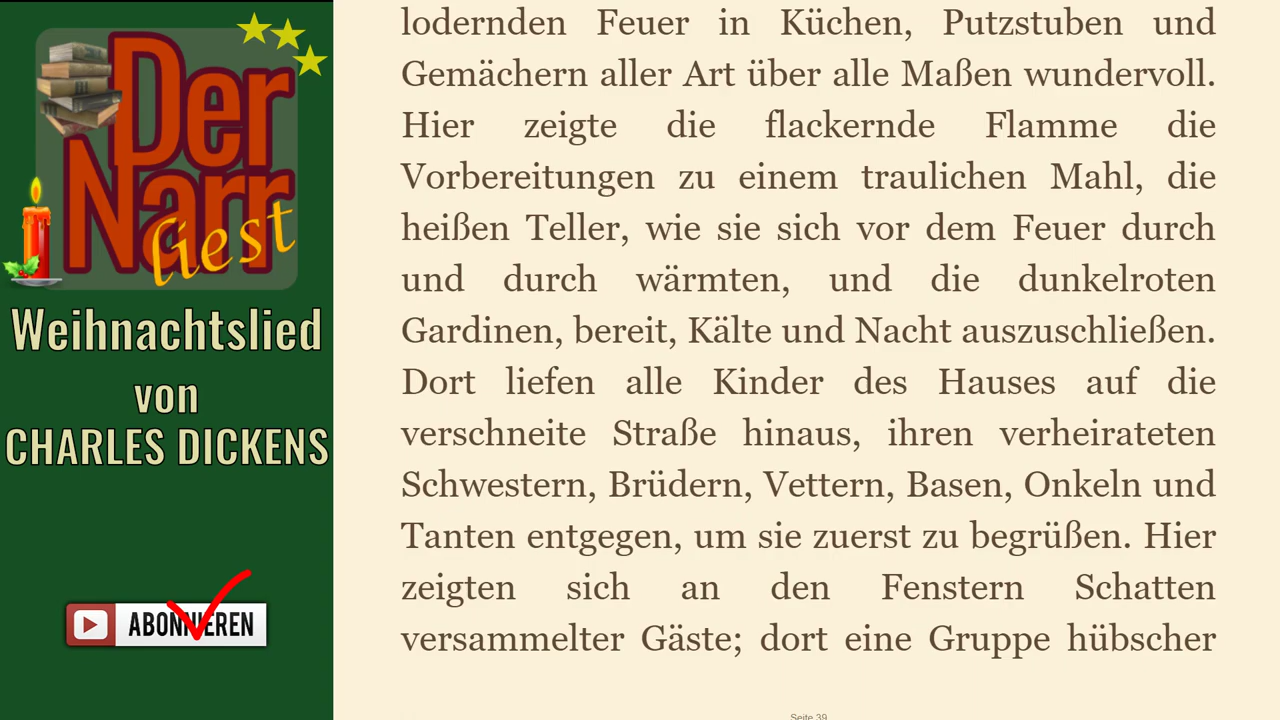 Der
Narr
liest
Weihnachtslied
von
CHARLES DICKENS
ABONNIEREN
lodernden Feuer in Küchen, Putzstuben und
Gemächern aller Art über alle Maßen wundervoll.
Hier zeigte die flackernde Flamme die
Vorbereitungen zu einem traulichen Mahl, die
heißen Teller, wie sie sich vor dem Feuer durch
und durch wärmten, und die dunkelroten
Gardinen, bereit, Kälte und Nacht auszuschließen.
Dort liefen alle Kinder des Hauses auf die
verschneite Straße hinaus, ihren verheirateten
Schwestern, Brüdern, Vettern, Basen, Onkeln und
Tanten entgegen, um sie zuerst zu begrüßen. Hier
zeigten sich an den Fenstern Schatten
versammelter Gäste; dort eine Gruppe hübscher
Seite 39